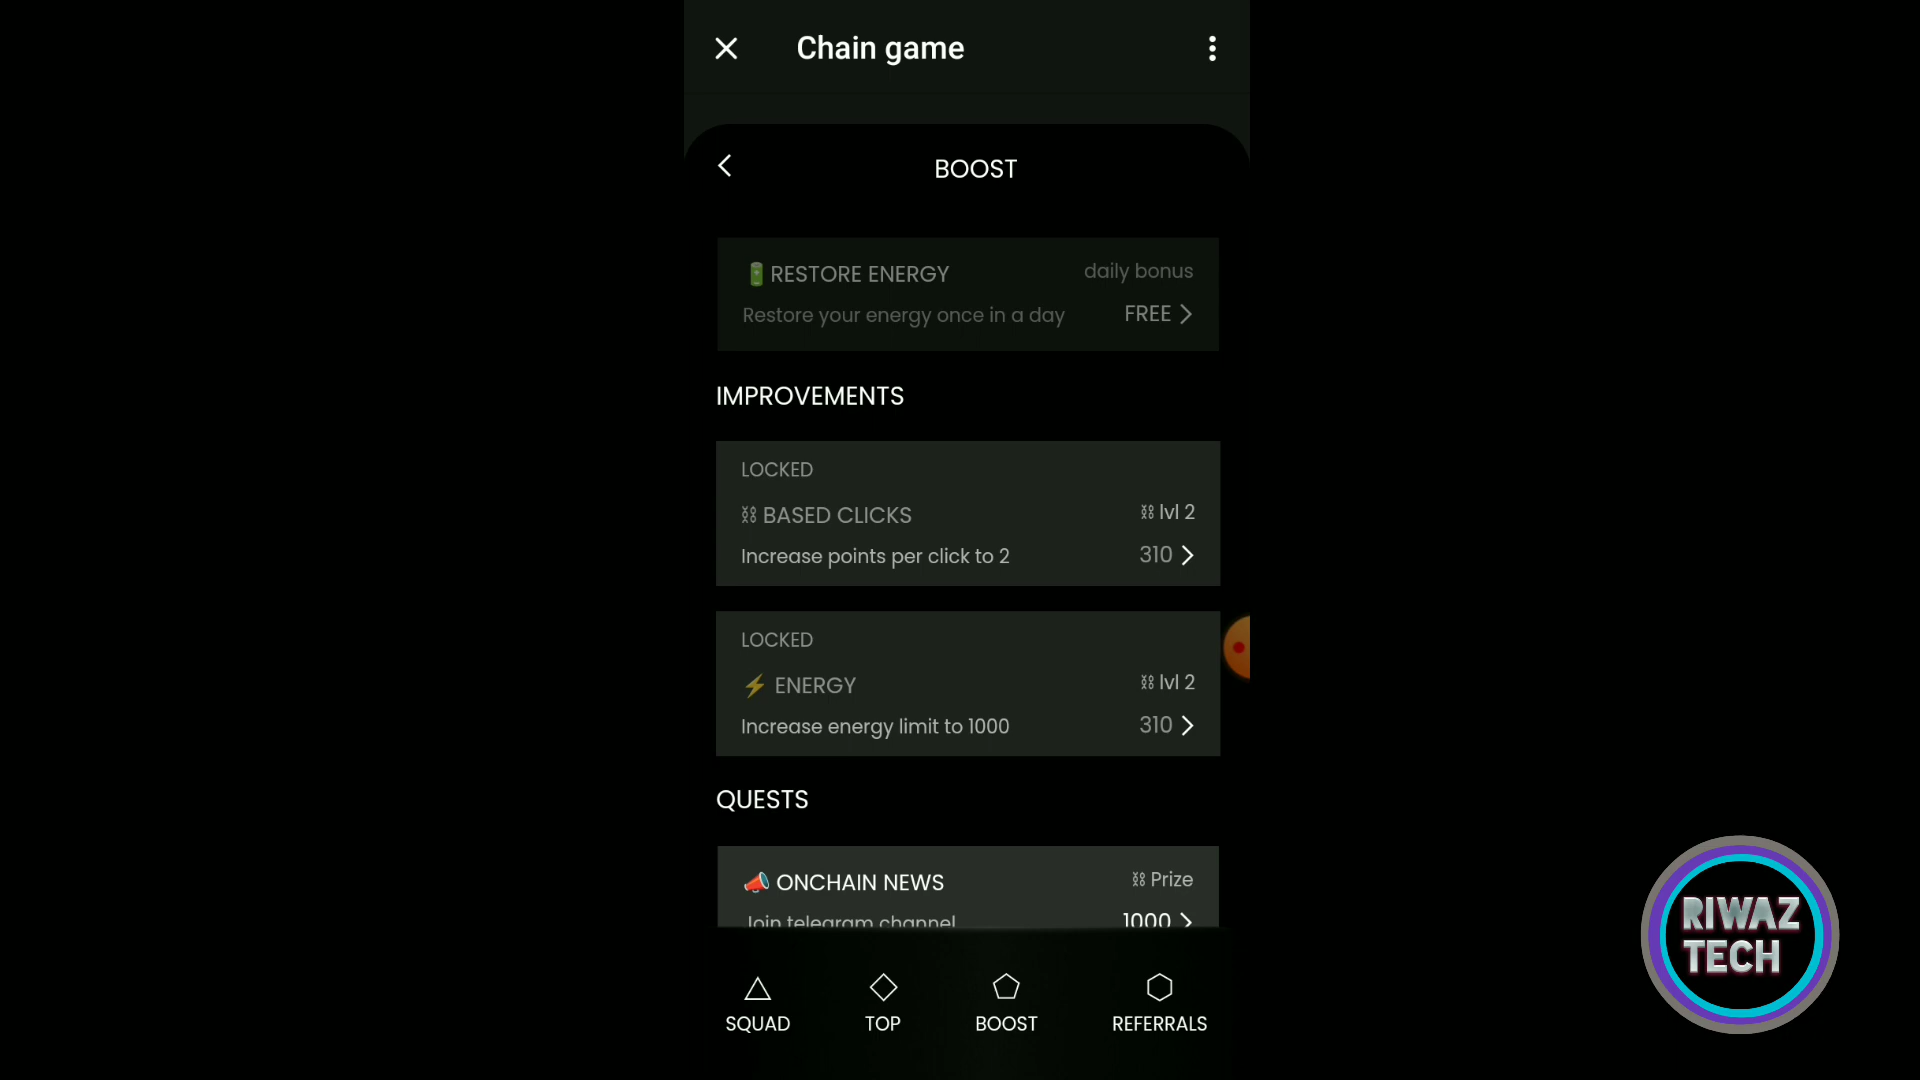 Chain game
BOOST
RESTORE ENERGY
daily bonus
Restore your energy once in a day
FREE
IMPROVEMENTS
LOCKED
BASED CLICKS
lvl 2
Increase points per click to 2
310
LOCKED
ENERGY
lvl 2
Increase energy limit to 1000
310
QUESTS
ONCHAIN NEWS
Prize
Join telegram channel
1000
SQUAD
TOP
BOOST
REFERRALS
RIWAZ
TECH